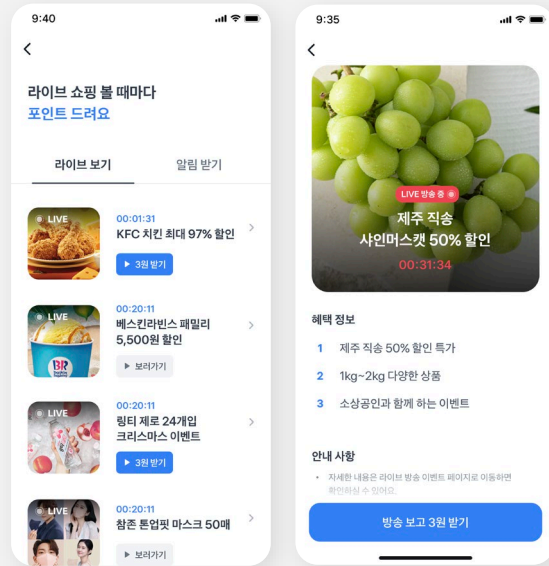 9:40
라이브 쇼핑 볼 때마다
포인트 드려요
라이브 보기
알림 받기
LIVE
00:01:31
KFC 치킨 최대 97% 할인
▶ 3원 받기
LIVE
BR
00:20:11
베스킨라빈스 패밀리
5,500원 할인
▶ 보러가기
LIVE
00:20:11
링티 제로 24개입
크리스마스 이벤트
▶ 3원 받기
LIVE
00:20:11
참존 톤업핏 마스크 50매
▶ 보러가기
9:35
LIVE 방송 중
제주 직송
샤인머스캣 50% 할인
00:31:34
혜택 정보
1 제주 직송 50% 할인 특가
2 1kg~2kg 다양한 상품
3 소상공인과 함께 하는 이벤트
안내 사항
• 자세한 내용은 라이브 방송 이벤트 페이지로 이동하면
확인하실 수 있어요.
방송 보고 3원 받기